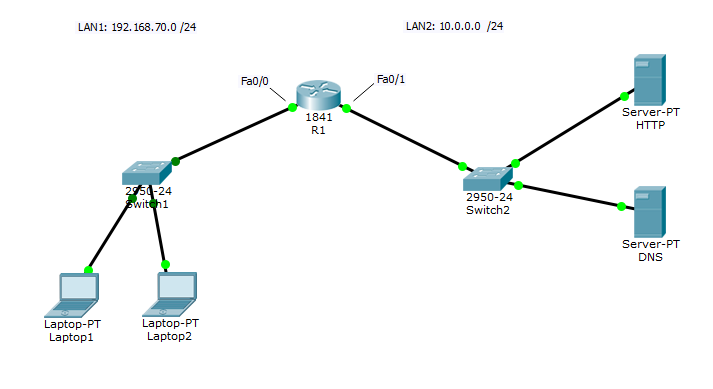 LAN1: 192.168.70.0 /24
LAN2: 10.0.0.0 /24
Fa0/0
Fa0/1
1841
R1
Server-PT
HTTP
2950-24
Switch1
2950-24
Switch2
Server-PT
DNS
Laptop-PT
Laptop1
Laptop-PT
Laptop2